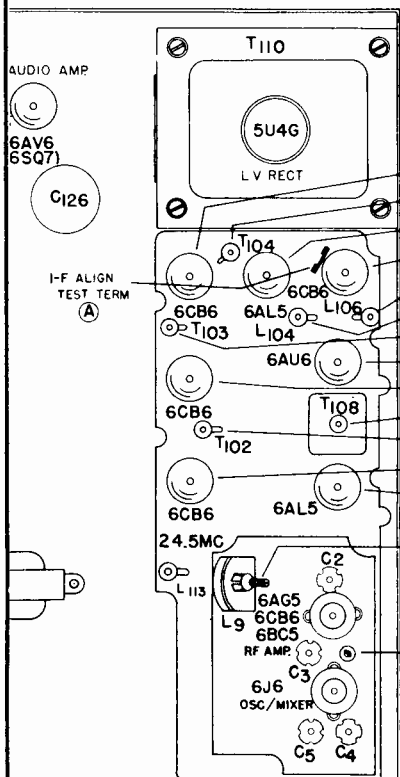 T110
AUDIO AMP.
5U4G
L V RECT
6AV6
(6SQ7)
C126
T104
I-F ALIGN
TEST TERM
A
6CB6
6AL5
6CB6
L106
T103
L104
6AU6
6CB6
T108
T102
6CB6
6AL5
24.5MC
L113
L9
6AG5
6CB6
6BC5
RF AMP.
C2
C3
6J6
OSC/MIXER
C5
C4